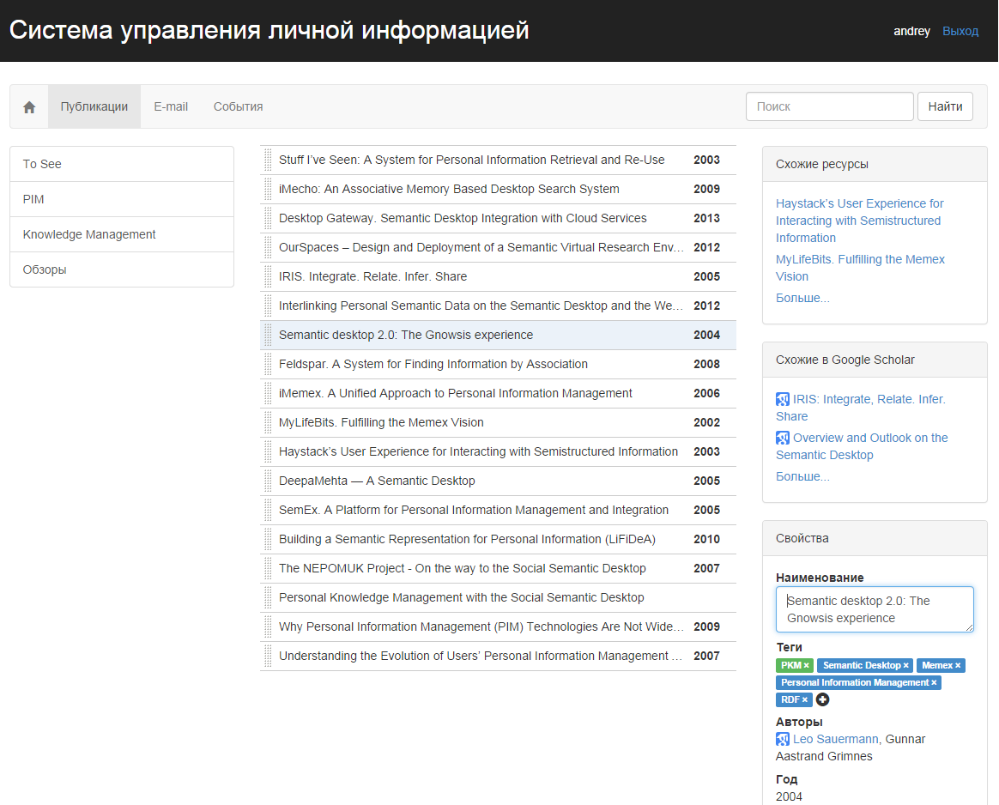 Система управления личной информацией
andrey Выход
Публикации E-mail События Поиск Найти
To See
PIM
Knowledge Management
Обзоры
Stuff I’ve Seen: A System for Personal Information Retrieval and Re-Use 2003
iMecho: An Associative Memory Based Desktop Search System 2009
Desktop Gateway. Semantic Desktop Integration with Cloud Services 2013
OurSpaces – Design and Deployment of a Semantic Virtual Research Env... 2012
IRIS. Integrate. Relate. Infer. Share 2005
Interlinking Personal Semantic Data on the Semantic Desktop and the We... 2012
Semantic desktop 2.0: The Gnowsis experience 2004
Feldspar. A System for Finding Information by Association 2008
iMemex. A Unified Approach to Personal Information Management 2006
MyLifeBits. Fulfilling the Memex Vision 2002
Haystack’s User Experience for Interacting with Semistructured Information 2003
DeepaMehta — A Semantic Desktop 2005
SemEx. A Platform for Personal Information Management and Integration 2005
Building a Semantic Representation for Personal Information (LiFiDeA) 2010
The NEPOMUK Project - On the way to the Social Semantic Desktop 2007
Personal Knowledge Management with the Social Semantic Desktop
Why Personal Information Management (PIM) Technologies Are Not Wide... 2009
Understanding the Evolution of Users’ Personal Information Management ... 2007
Схожие ресурсы
Haystack’s User Experience for
Interacting with Semistructured
Information
MyLifeBits. Fulfilling the Memex
Vision
Больше...
Схожие в Google Scholar
IRIS: Integrate, Relate. Infer.
Share
Overview and Outlook on the
Semantic Desktop
Больше...
Свойства
Наименование
Semantic desktop 2.0: The
Gnowsis experience
Теги
PKM × Semantic Desktop × Memex ×
Personal Information Management ×
RDF ×
Авторы
Leo Sauermann, Gunnar
Aastrand Grimnes
Год
2004